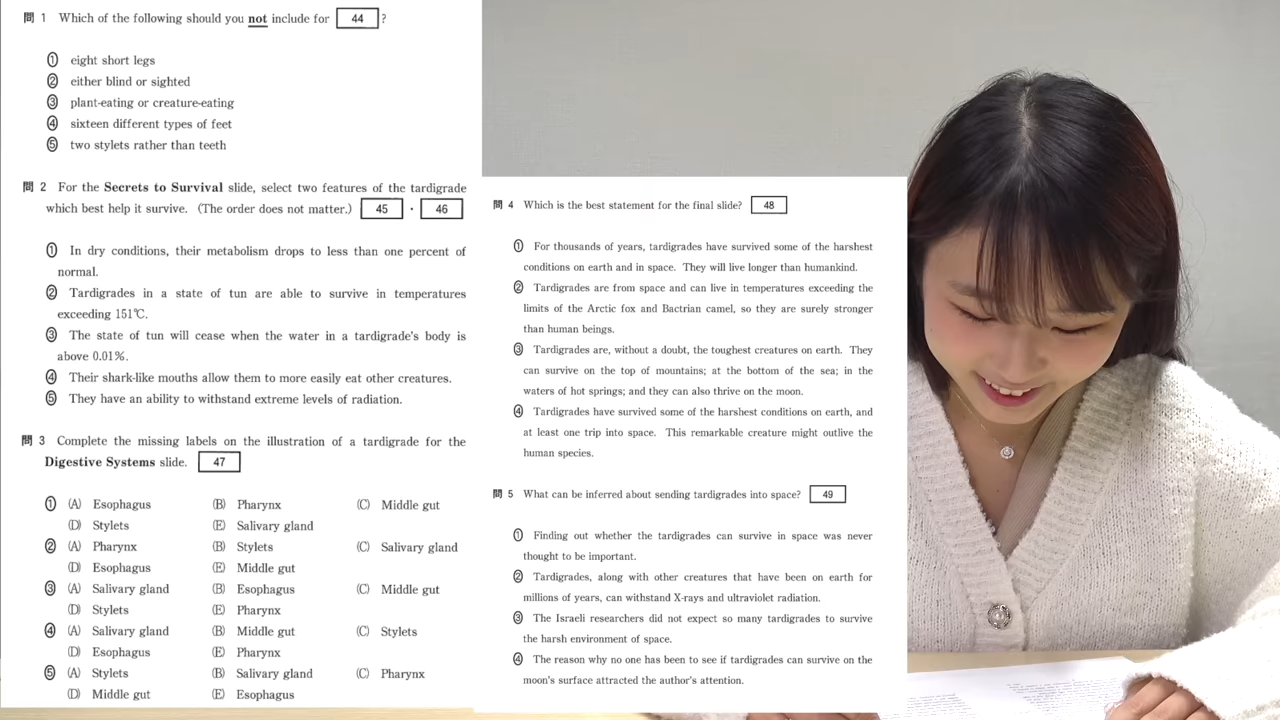 問 1 Which of the following should you not include for 44 ?
① eight short legs
② either blind or sighted
③ plant-eating or creature-eating
④ sixteen different types of feet
⑤ two stylets rather than teeth
問 2 For the Secrets to Survival slide, select two features of the tardigrade
which best help it survive. (The order does not matter.) 45 ・ 46
① In dry conditions, their metabolism drops to less than one percent of
normal.
② Tardigrades in a state of tun are able to survive in temperatures
exceeding 151℃.
③ The state of tun will cease when the water in a tardigrade's body is
above 0.01%.
④ Their shark-like mouths allow them to more easily eat other creatures.
⑤ They have an ability to withstand extreme levels of radiation.
問 3 Complete the missing labels on the illustration of a tardigrade for the
Digestive Systems slide. 47
① (A) Esophagus (B) Pharynx (C) Middle gut
(D) Stylets (E) Salivary gland
② (A) Pharynx (B) Stylets (C) Salivary gland
(D) Esophagus (E) Middle gut
③ (A) Salivary gland (B) Esophagus (C) Middle gut
(D) Stylets (E) Pharynx
④ (A) Salivary gland (B) Middle gut (C) Stylets
(D) Esophagus (E) Pharynx
⑤ (A) Stylets (B) Salivary gland (C) Pharynx
(D) Middle gut (E) Esophagus
問 4 Which is the best statement for the final slide? 48
① For thousands of years, tardigrades have survived some of the harshest
conditions on earth and in space. They will live longer than humankind.
② Tardigrades are from space and can live in temperatures exceeding the
limits of the Arctic fox and Bactrian camel, so they are surely stronger
than human beings.
③ Tardigrades are, without a doubt, the toughest creatures on earth. They
can survive on the top of mountains; at the bottom of the sea; in the
waters of hot springs; and they can also thrive on the moon.
④ Tardigrades have survived some of the harshest conditions on earth, and
at least one trip into space. This remarkable creature might outlive the
human species.
問 5 What can be inferred about sending tardigrades into space? 49
① Finding out whether the tardigrades can survive in space was never
thought to be important.
② Tardigrades, along with other creatures that have been on earth for
millions of years, can withstand X-rays and ultraviolet radiation.
③ The Israeli researchers did not expect so many tardigrades to survive
the harsh environment of space.
④ The reason why no one has been to see if tardigrades can survive on the
moon's surface attracted the author's attention.